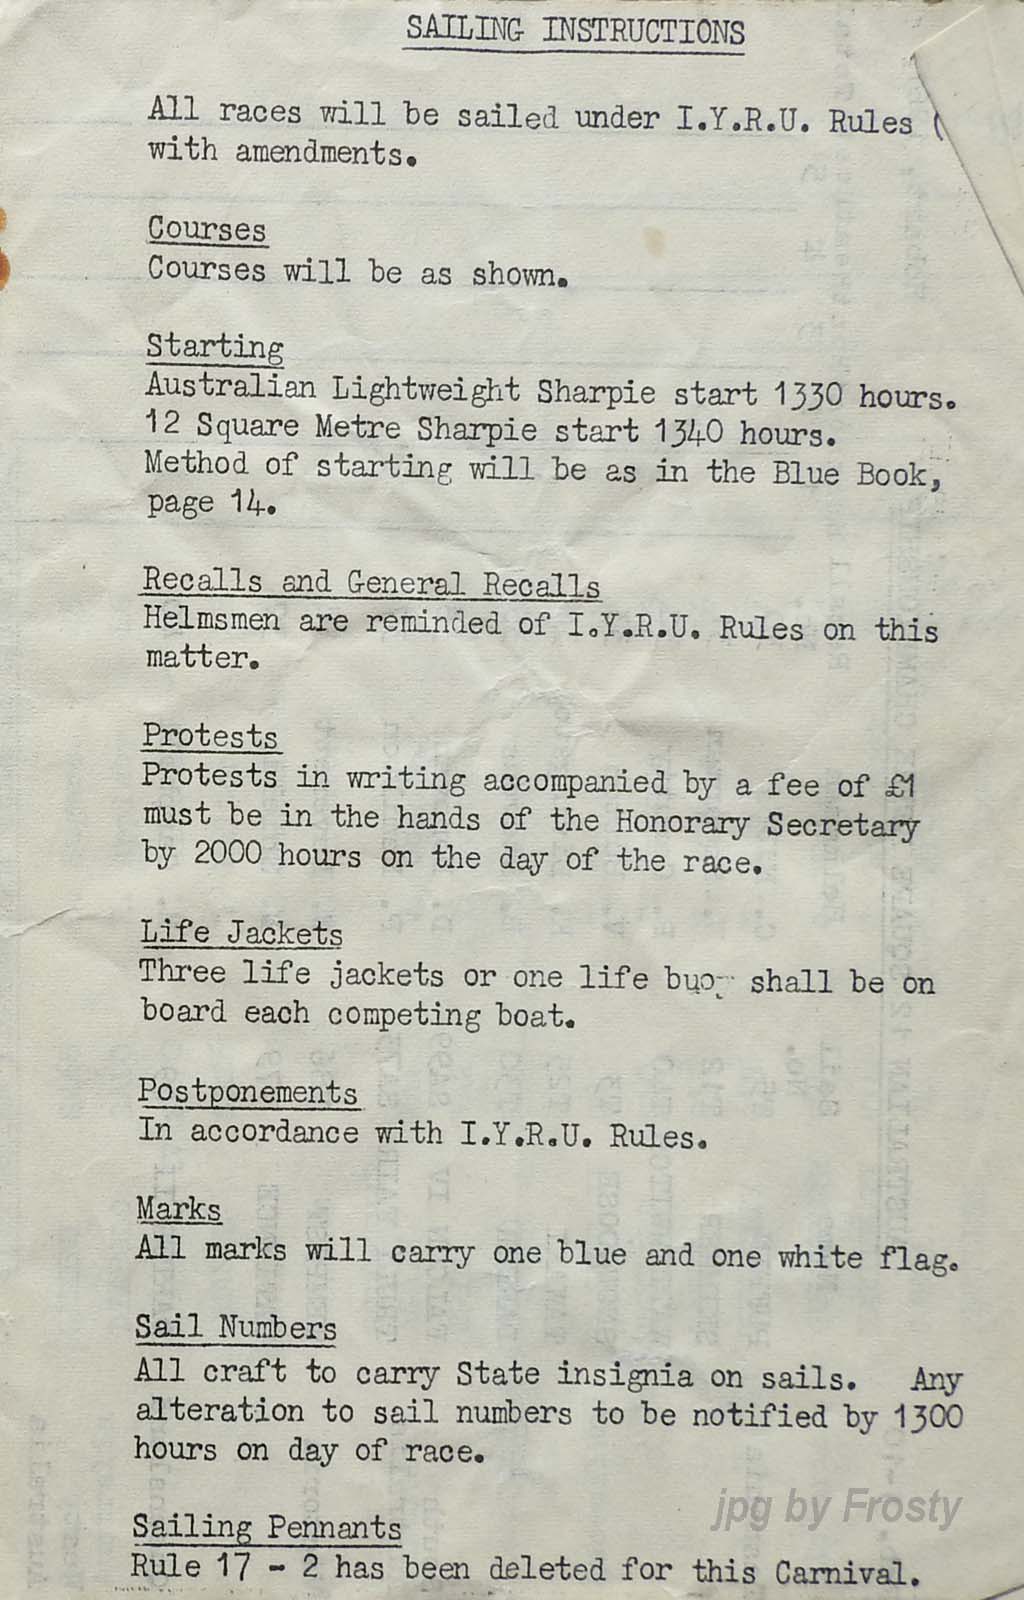 SAILING INSTRUCTIONS
All races will be sailed under I.Y.R.U. Rules (
with amendments.
Courses
Courses will be as shown.
Starting
Australian Lightweight Sharpie start 1330 hours.
12 Square Metre Sharpie start 1340 hours.
Method of starting will be as in the Blue Book,
page 14.
Recalls and General Recalls
Helmsmen are reminded of I.Y.R.U. Rules on this
matter.
Protests
Protests in writing accompanied by a fee of £1
must be in the hands of the Honorary Secretary
by 2000 hours on the day of the race.
Life Jackets
Three life jackets or one life buoy shall be on
board each competing boat.
Postponements
In accordance with I.Y.R.U. Rules.
Marks
All marks will carry one blue and one white flag.
Sail Numbers
All craft to carry State insignia on sails. Any
alteration to sail numbers to be notified by 1300
hours on day of race.
jpg by Frosty
Sailing Pennants
Rule 17 - 2 has been deleted for this Carnival.